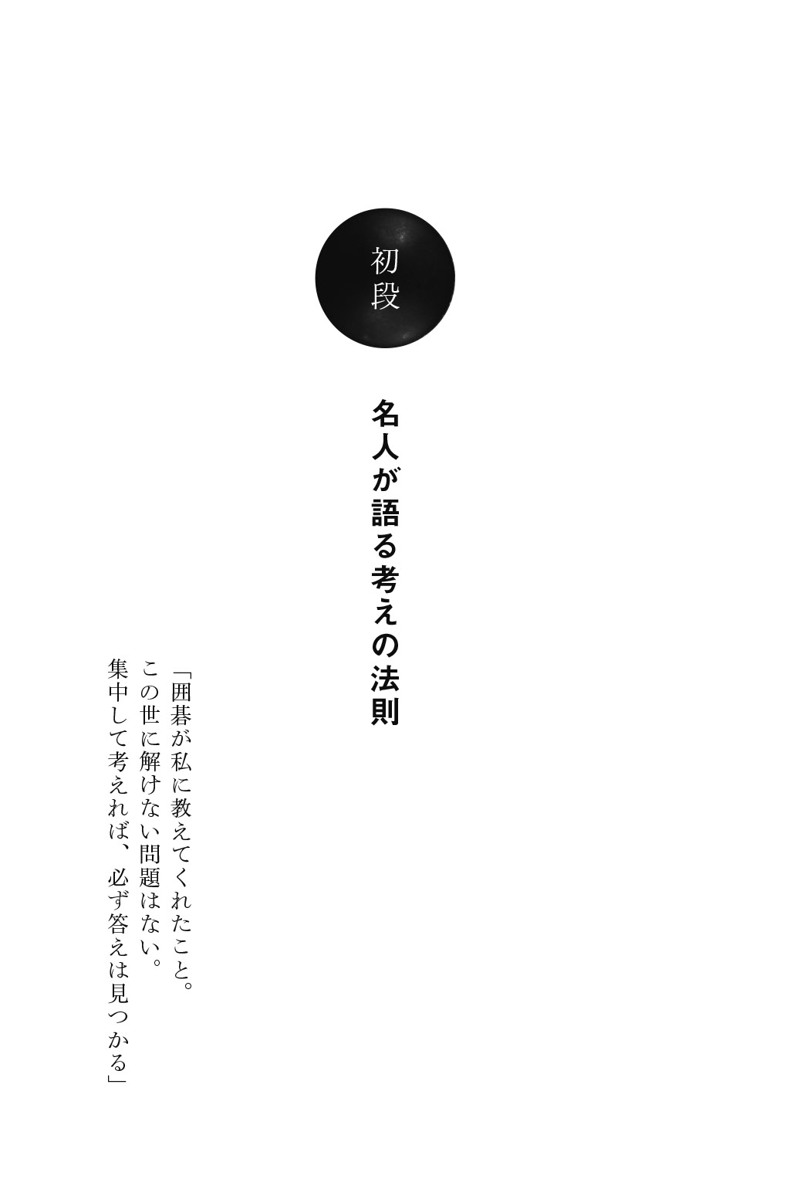 初段
名人が語る考えの法則
「囲碁が私に教えてくれたこと。
この世に解けない問題はない。
集中して考えれば、必ず答えは見つかる」